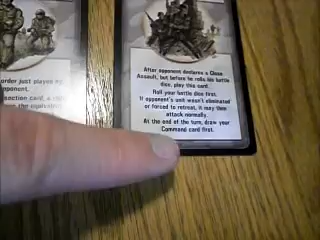 order just played by
opponent.
section card, a
After opponent declares a Close
Assault, but before he rolls his battle
dice, play this card.
Roll your battle dice first.
If opponent's unit wasn't eliminated
or forced to retreat, it may then
attack normally.
At the end of the turn, draw your
Command card first.